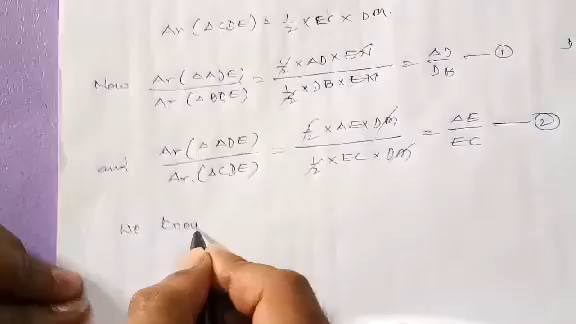 Ar (ΔCDE) = 1/2 × EC × DM.
Now Ar (ΔADE) / Ar (ΔBDE) = 1/2 × AD × EN / 1/2 × DB × EN = AD / DB — ①
and Ar (ΔADE) / Ar. (ΔCDE) = 1/2 × AE × DM / 1/2 × EC × DM = AE / EC — ②
We know